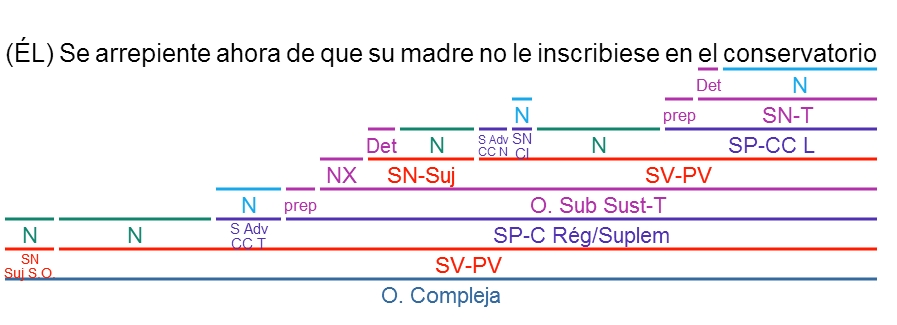 (ÉL) Se arrepiente ahora de que su madre no le inscribiese en el conservatorio
Det N
N prep SN-T
Det N S Adv SN N SP-CC L
CC N CI
NX SN-Suj SV-PV
N prep O. Sub Sust-T
N N S Adv SP-C Rég/Suplem
CC T
SN SV-PV
Suj S.O.
O. Compleja